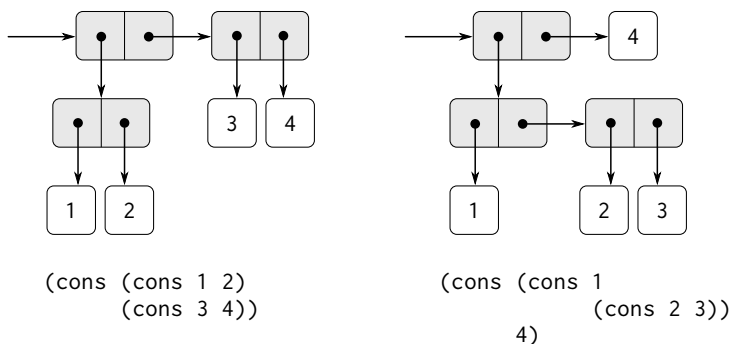 4
3 4
1 2
1 2 3
(cons (cons 1 2)
(cons 3 4))
(cons (cons 1
(cons 2 3))
4)